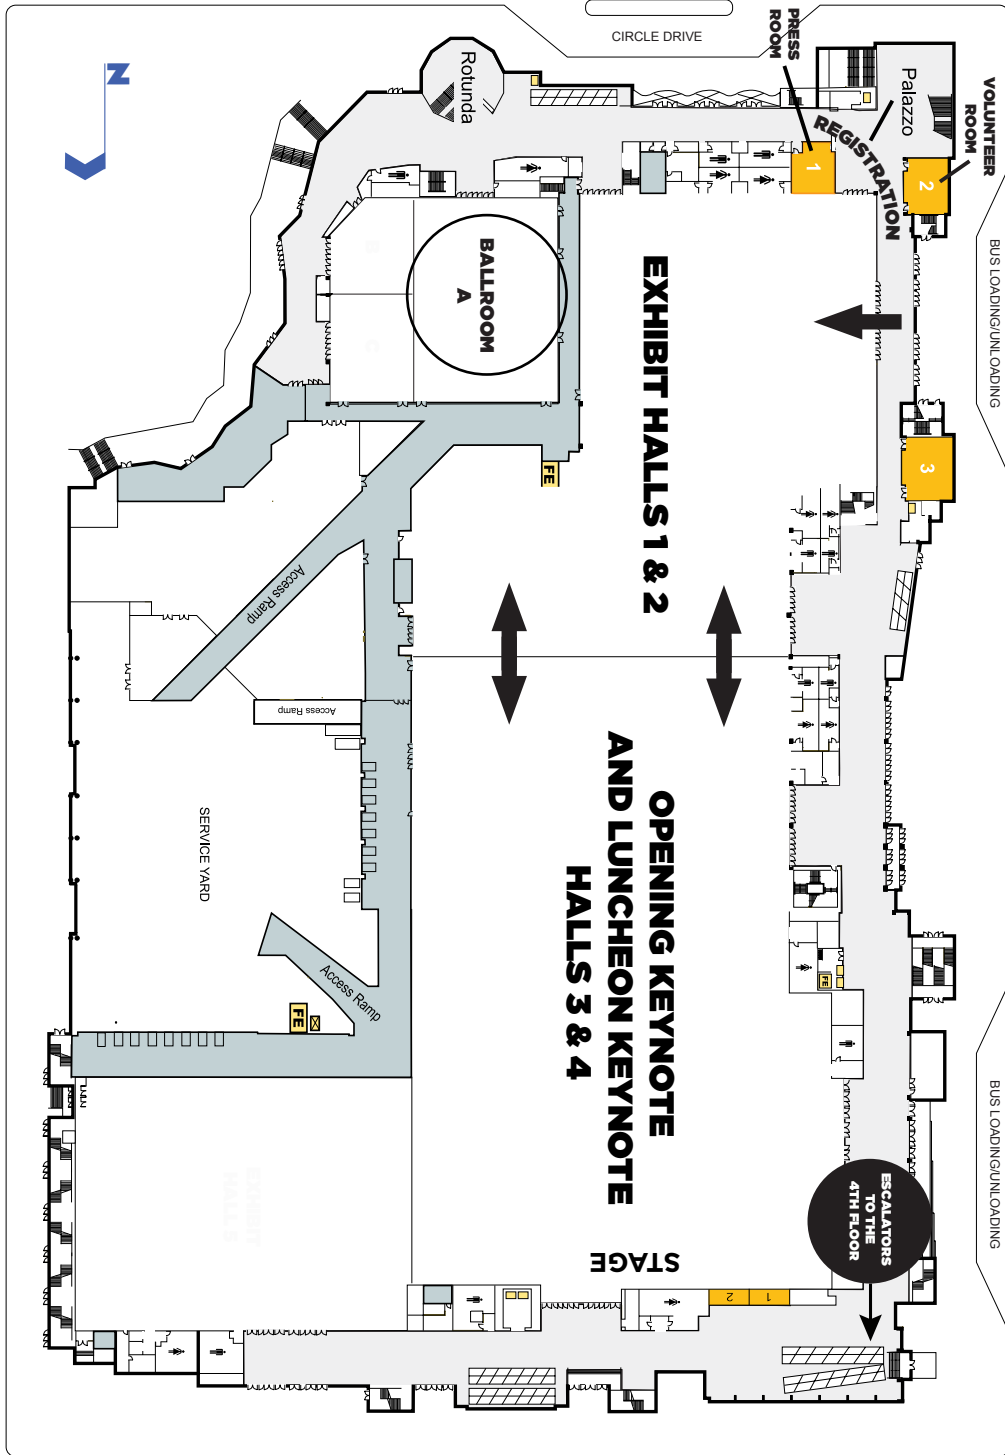 CIRCLE DRIVE
N
PRESS
ROOM
Rotunda
Palazzo
VOLUNTEER
ROOM
REGISTRATION
1
2
BUS LOADING/UNLOADING
BALLROOM
A
B
C
EXHIBIT HALLS 1 & 2
3
FE
Access Ramp
Access Ramp
SERVICE YARD
OPENING KEYNOTE
AND LUNCHEON KEYNOTE
HALLS 3 & 4
Access Ramp
FE
FE
BUS LOADING/UNLOADING
ESCALATORS
TO THE
4TH FLOOR
STAGE
EXHIBIT
2
1